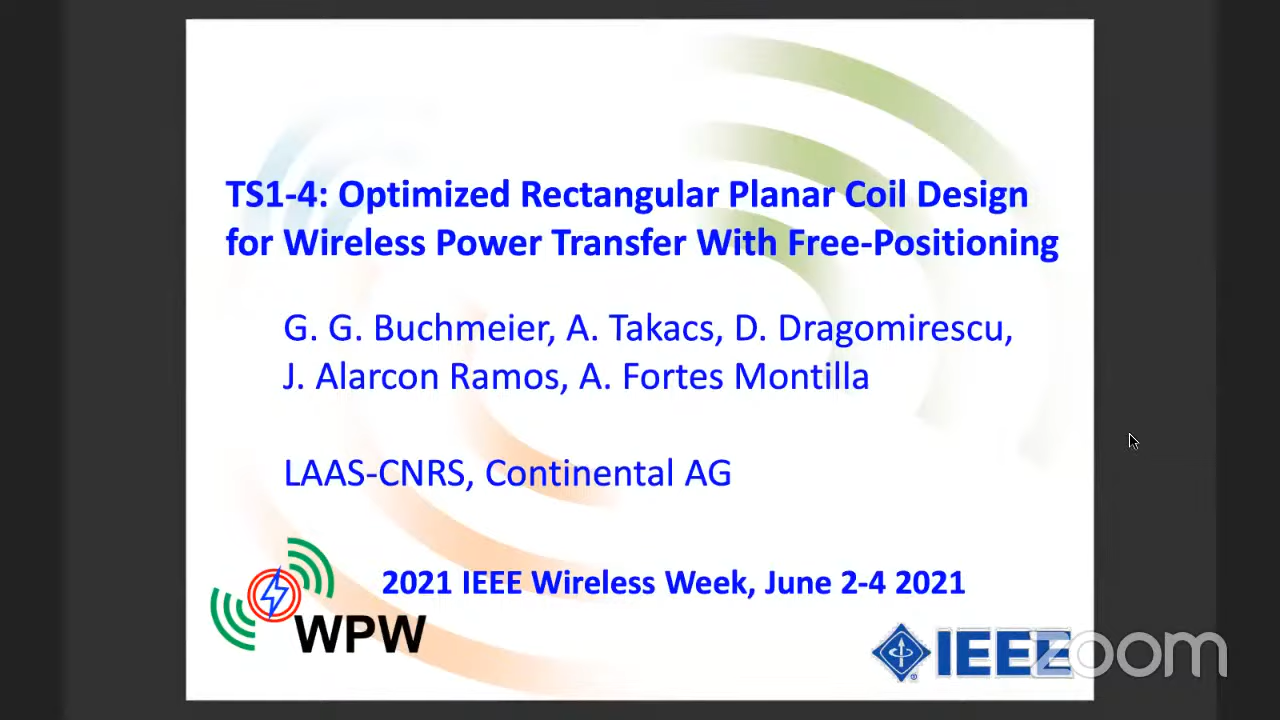 TS1-4: Optimized Rectangular Planar Coil Design
for Wireless Power Transfer With Free-Positioning
G. G. Buchmeier, A. Takacs, D. Dragomirescu,
J. Alarcon Ramos, A. Fortes Montilla
LAAS-CNRS, Continental AG
2021 IEEE Wireless Week, June 2-4 2021
WPW
IEEE
zoom